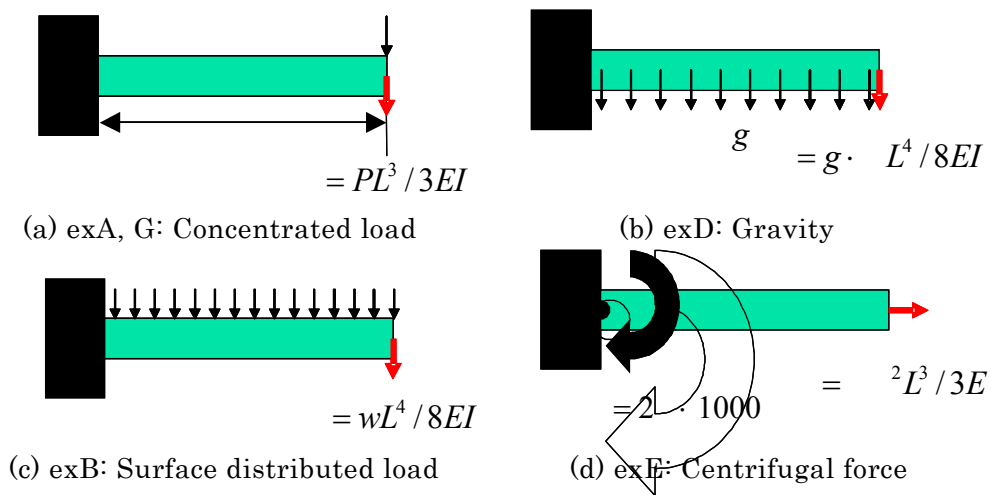 = PL³ / 3EI
(a) exA, G: Concentrated load
g
= g · L⁴ / 8EI
(b) exD: Gravity
= wL⁴ / 8EI
(c) exB: Surface distributed load
= ²L³ / 3E
= 2 · 1000
(d) exE: Centrifugal force